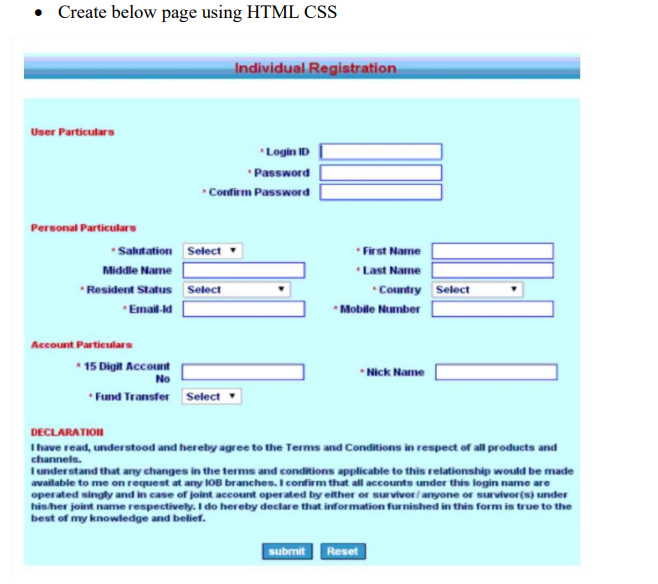 • Create below page using HTML CSS
Individual Registration
User Particulars
* Login ID
* Password
* Confirm Password
Personal Particulars
* Salutation Select ▼ * First Name
Middle Name * Last Name
* Resident Status Select ▼ * Country Select ▼
* Email-Id * Mobile Number
Account Particulars
* 15 Digit Account
No * Nick Name
* Fund Transfer Select ▼
DECLARATION
I have read, understood and hereby agree to the Terms and Conditions in respect of all products and
channels.
I understand that any changes in the terms and conditions applicable to this relationship would be made
available to me on request at any IOB branches. I confirm that all accounts under this login name are
operated singly and in case of joint account operated by either or survivor/ anyone or survivor(s) under
his/her joint name respectively. I do hereby declare that information furnished in this form is true to the
best of my knowledge and belief.
submit Reset